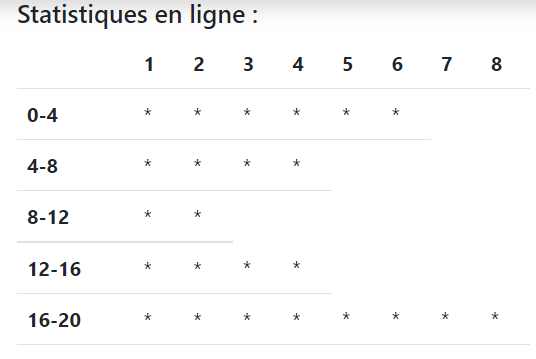 Statistiques en ligne :
1 2 3 4 5 6 7 8
0-4 * * * * * *
4-8 * * * *
8-12 * *
12-16 * * * *
16-20 * * * * * * * *